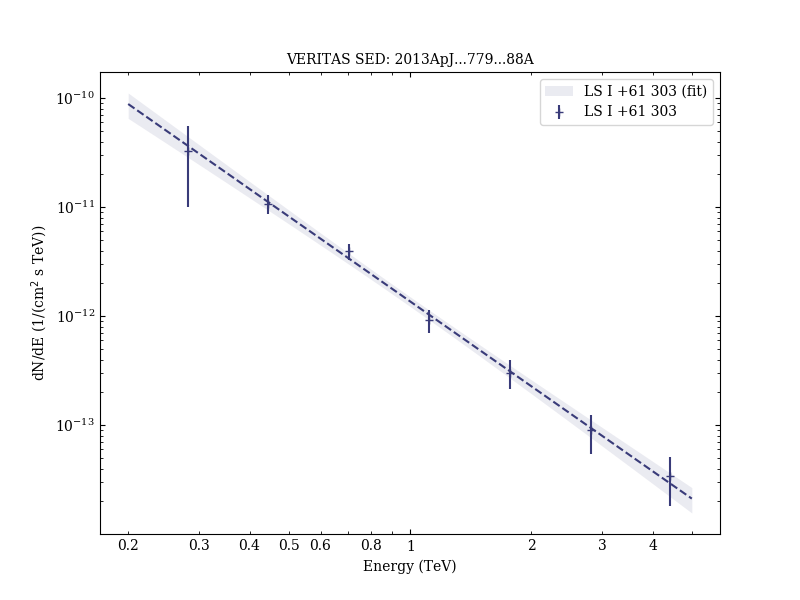 VERITAS SED: 2013ApJ...779...88A
LS I +61 303 (fit)
LS I +61 303
dN/dE (1/(cm² s TeV))
10⁻¹⁰
10⁻¹¹
10⁻¹²
10⁻¹³
0.2 0.3 0.4 0.5 0.6 0.8 1 2 3 4
Energy (TeV)